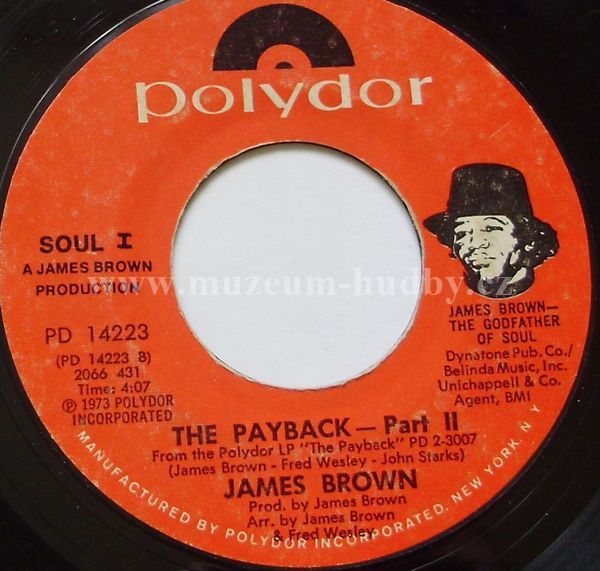 polydor
SOUL I
A JAMES BROWN
PRODUCTION
PD 14223
(PD 14223 B)
2066 431
Time: 4:07
℗ 1973 POLYDOR
INCORPORATED
JAMES BROWN—
THE GODFATHER
OF SOUL
Dynatone Pub. Co./
Belinda Music, Inc.
Unichappell & Co.
Agent, BMI
www.muzeum-hudby.cz
THE PAYBACK — Part II
From the Polydor LP "The Payback" PD 2-3007
(James Brown - Fred Wesley - John Starks)
JAMES BROWN
Prod. by James Brown
Arr. by James Brown
& Fred Wesley
MANUFACTURED BY POLYDOR INCORPORATED, NEW YORK, N.Y.